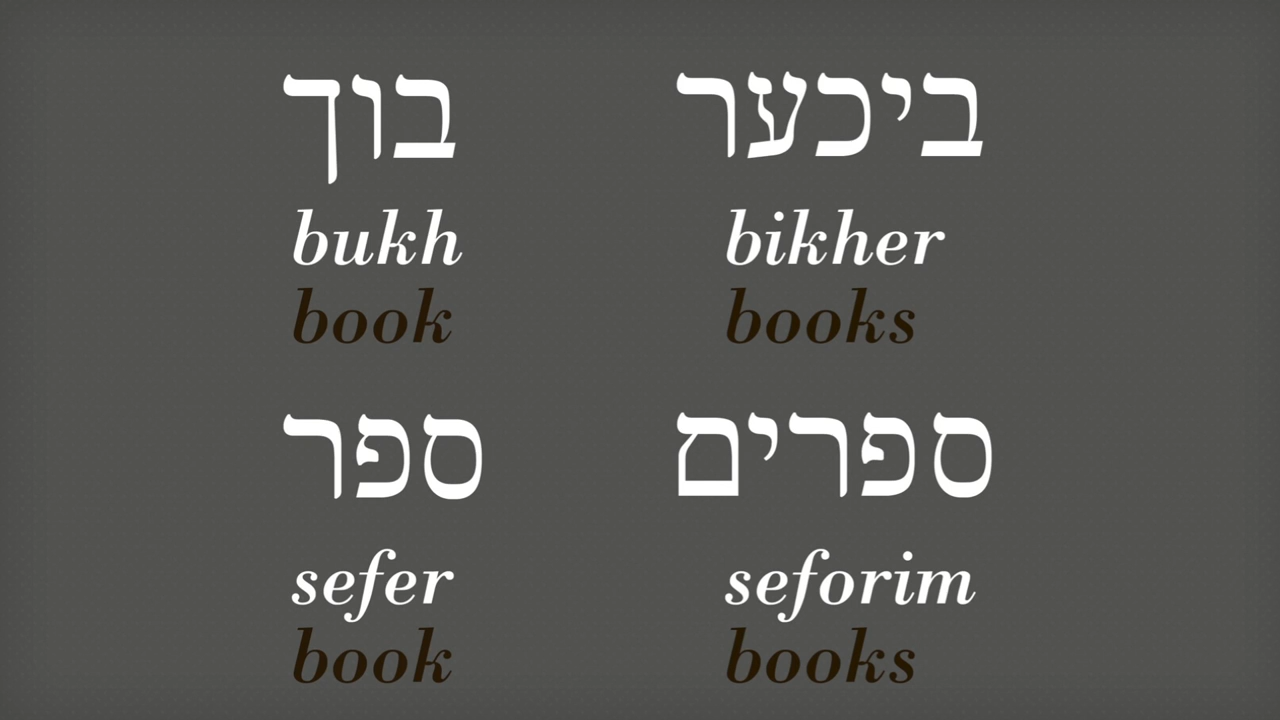 בוך
ביכער
bukh
bikher
book
books
ספר
ספרים
sefer
seforim
book
books